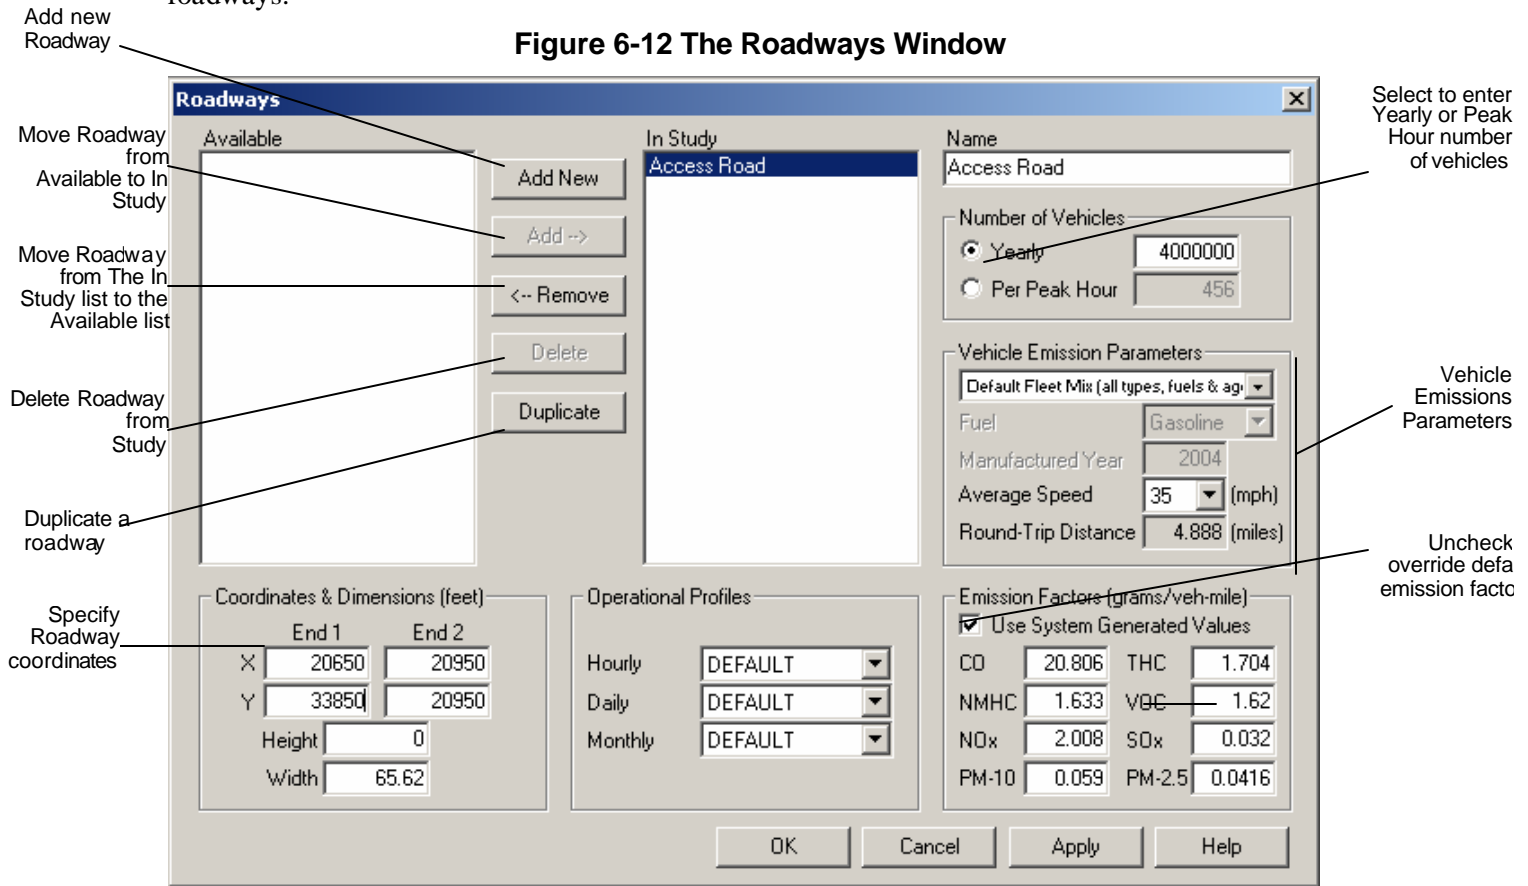 roadways.
Figure 6-12 The Roadways Window
Add new
Roadway
Move Roadway
from
Available to In
Study
Move Roadway
from The In
Study list to the
Available list
Delete Roadway
from
Study
Duplicate a
roadway
Specify
Roadway
coordinates
Roadways
Available
Add New
Add -->
<-- Remove
Delete
Duplicate
In Study
Access Road
Name
Access Road
Number of Vehicles
Yearly 4000000
Per Peak Hour 456
Vehicle Emission Parameters
Default Fleet Mix (all types, fuels & age
Fuel Gasoline
Manufactured Year 2004
Average Speed 35 (mph)
Round-Trip Distance 4.888 (miles)
Coordinates & Dimensions (feet)
End 1 End 2
X 20650 20950
Y 33850 20950
Height 0
Width 65.62
Operational Profiles
Hourly DEFAULT
Daily DEFAULT
Monthly DEFAULT
Emission Factors (grams/veh-mile)
Use System Generated Values
CO 20.806 THC 1.704
NMHC 1.633 VOC 1.62
NOx 2.008 SOx 0.032
PM-10 0.059 PM-2.5 0.0416
OK Cancel Apply Help
Select to enter
Yearly or Peak
Hour number
of vehicles
Vehicle
Emissions
Parameters
Uncheck
override defa
emission facto